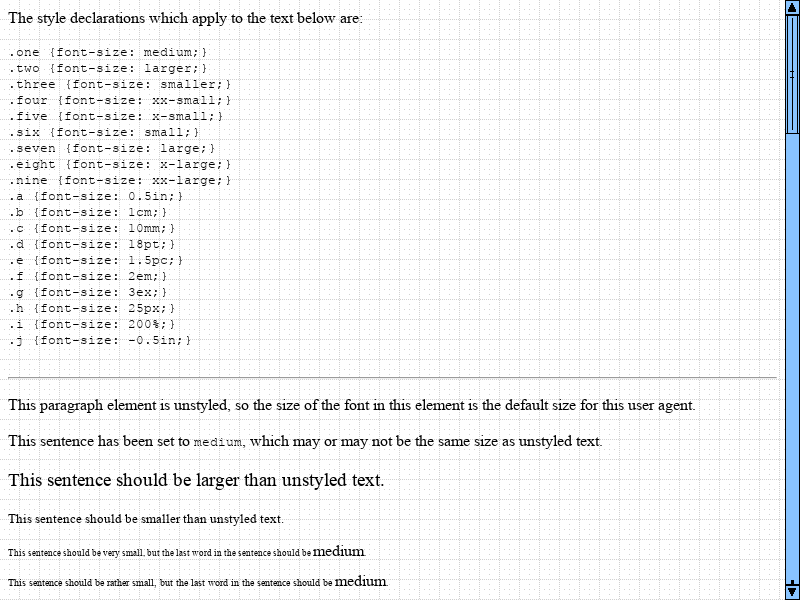 The style declarations which apply to the text below are:
.one {font-size: medium;}
.two {font-size: larger;}
.three {font-size: smaller;}
.four {font-size: xx-small;}
.five {font-size: x-small;}
.six {font-size: small;}
.seven {font-size: large;}
.eight {font-size: x-large;}
.nine {font-size: xx-large;}
.a {font-size: 0.5in;}
.b {font-size: 1cm;}
.c {font-size: 10mm;}
.d {font-size: 18pt;}
.e {font-size: 1.5pc;}
.f {font-size: 2em;}
.g {font-size: 3ex;}
.h {font-size: 25px;}
.i {font-size: 200%;}
.j {font-size: -0.5in;}
This paragraph element is unstyled, so the size of the font in this element is the default size for this user agent.
This sentence has been set to medium, which may or may not be the same size as unstyled text.
This sentence should be larger than unstyled text.
This sentence should be smaller than unstyled text.
This sentence should be very small, but the last word in the sentence should be medium.
This sentence should be rather small, but the last word in the sentence should be medium.